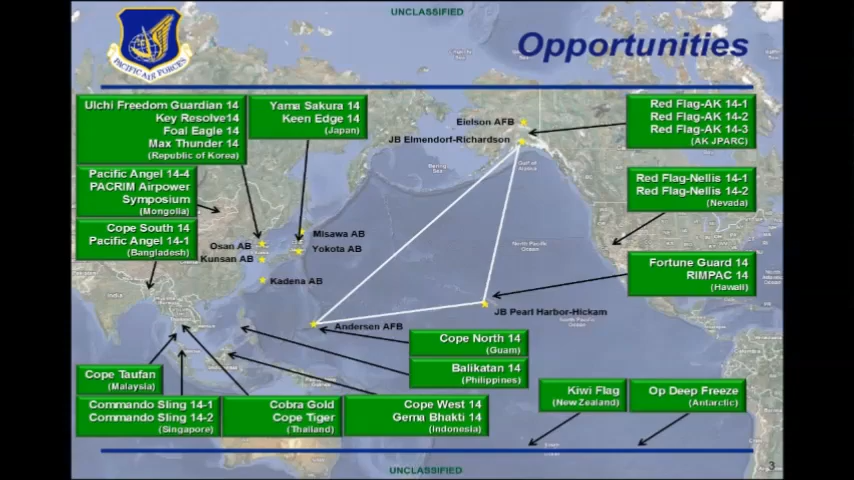 UNCLASSIFIED
PACIFIC AIR FORCES
Opportunities
Ulchi Freedom Guardian 14
Key Resolve14
Foal Eagle 14
Max Thunder 14
(Republic of Korea)
Yama Sakura 14
Keen Edge 14
(Japan)
Eielson AFB
JB Elmendorf-Richardson
Red Flag-AK 14-1
Red Flag-AK 14-2
Red Flag-AK 14-3
(AK JPARC)
Pacific Angel 14-4
PACRIM Airpower
Symposium
(Mongolia)
Red Flag-Nellis 14-1
Red Flag-Nellis 14-2
(Nevada)
Cope South 14
Pacific Angel 14-1
(Bangladesh)
Osan AB
Kunsan AB
Misawa AB
Yokota AB
Kadena AB
North Pacific
Ocean
Fortune Guard 14
RIMPAC 14
(Hawaii)
JB Pearl Harbor-Hickam
Andersen AFB
Cope North 14
(Guam)
Balikatan 14
(Philippines)
Cope Taufan
(Malaysia)
Commando Sling 14-1
Commando Sling 14-2
(Singapore)
Cobra Gold
Cope Tiger
(Thailand)
Cope West 14
Gema Bhakti 14
(Indonesia)
Kiwi Flag
(New Zealand)
Op Deep Freeze
(Antarctic)
UNCLASSIFIED
3